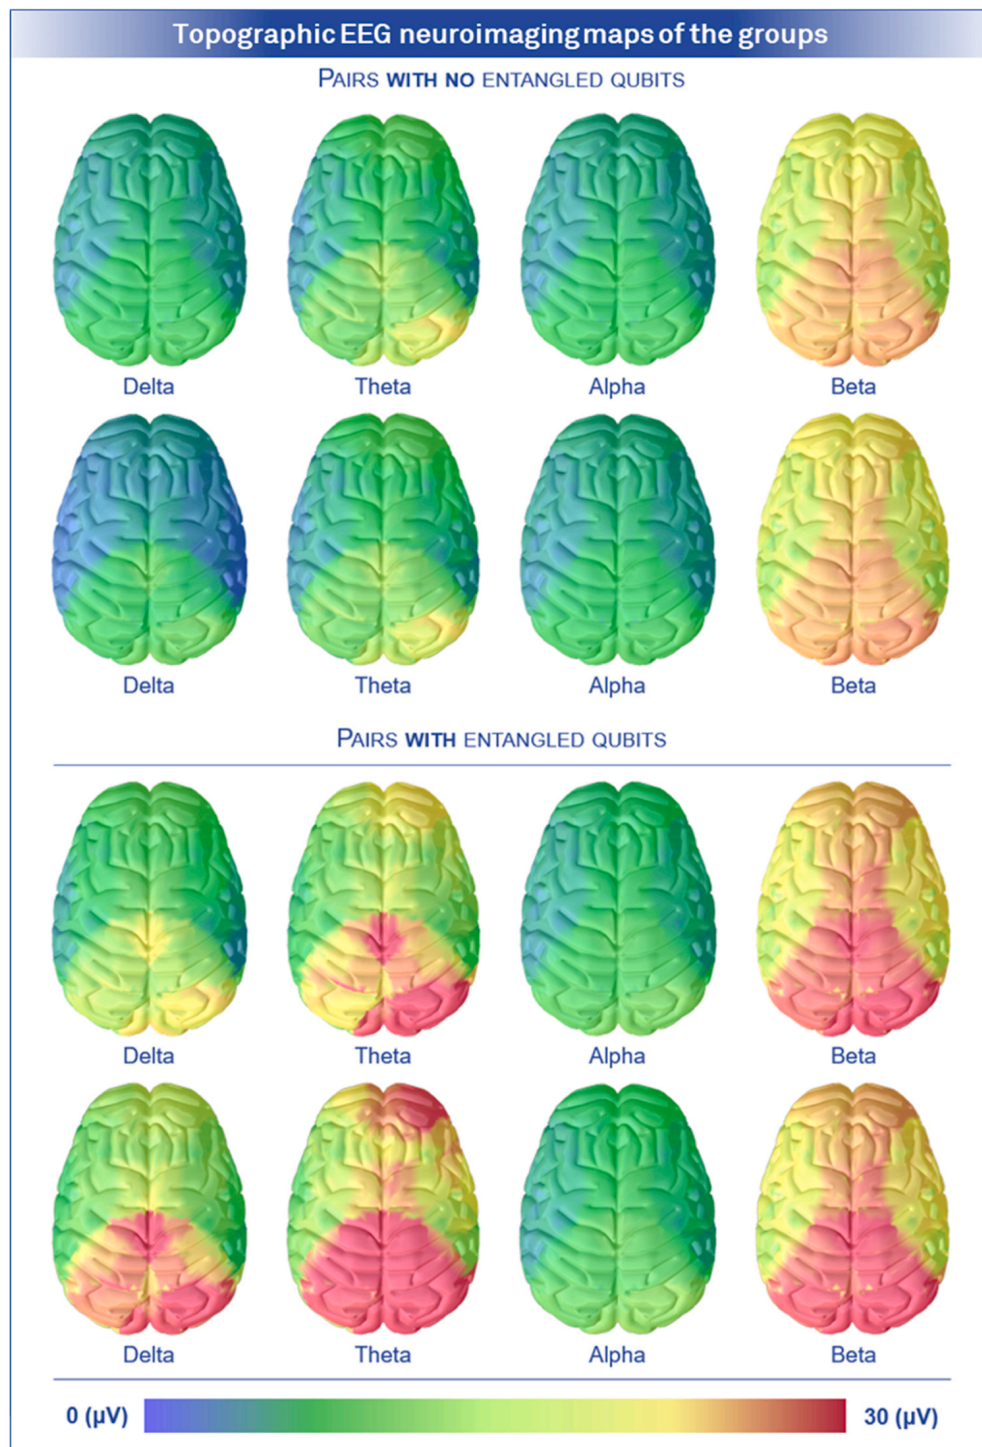 Topographic EEG neuroimaging maps of the groups
PAIRS WITH NO ENTANGLED QUBITS
Delta Theta Alpha Beta
Delta Theta Alpha Beta
PAIRS WITH ENTANGLED QUBITS
Delta Theta Alpha Beta
Delta Theta Alpha Beta
0 (µV) 30 (µV)